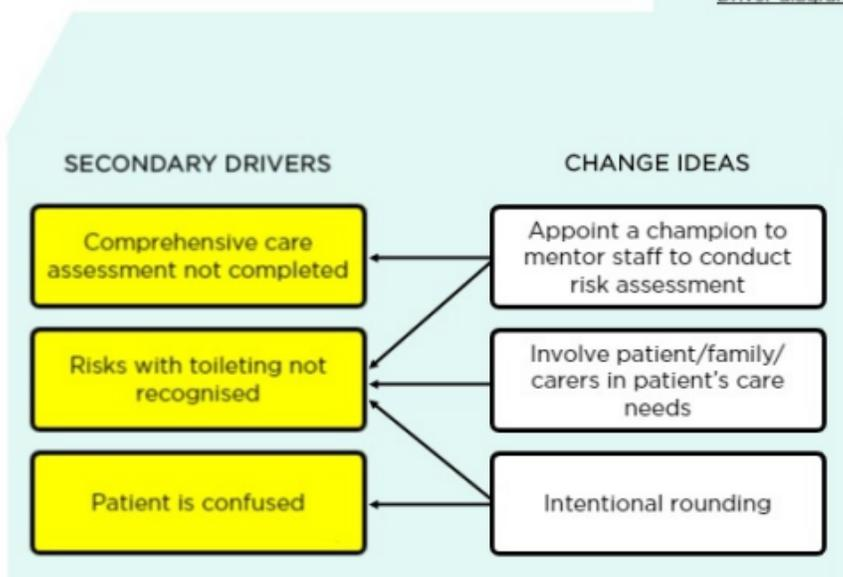 SECONDARY DRIVERS
CHANGE IDEAS
Comprehensive care
assessment not completed
Appoint a champion to
mentor staff to conduct
risk assessment
Risks with toileting not
recognised
Involve patient/family/
carers in patient's care
needs
Patient is confused
Intentional rounding